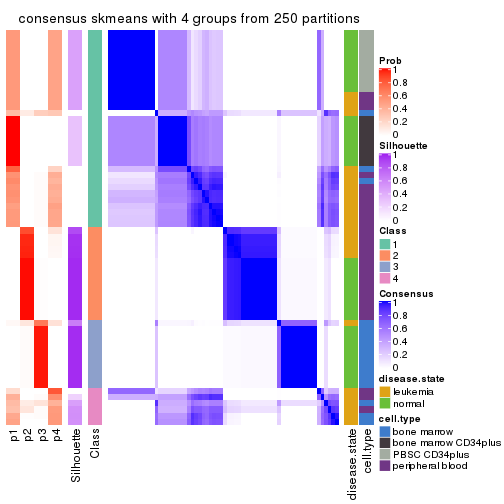 consensus skmeans with 4 groups from 250 partitions
Prob
1
0.8
0.6
0.4
0.2
0
Silhouette
1
0.8
0.6
0.4
0.2
0
Class
1
2
3
4
Consensus
1
0.8
0.6
0.4
0.2
0
disease.state
leukemia
normal
cell.type
bone marrow
bone marrow CD34plus
PBSC CD34plus
peripheral blood
p1
p2
p3
p4
Silhouette
Class
disease.state
cell.type